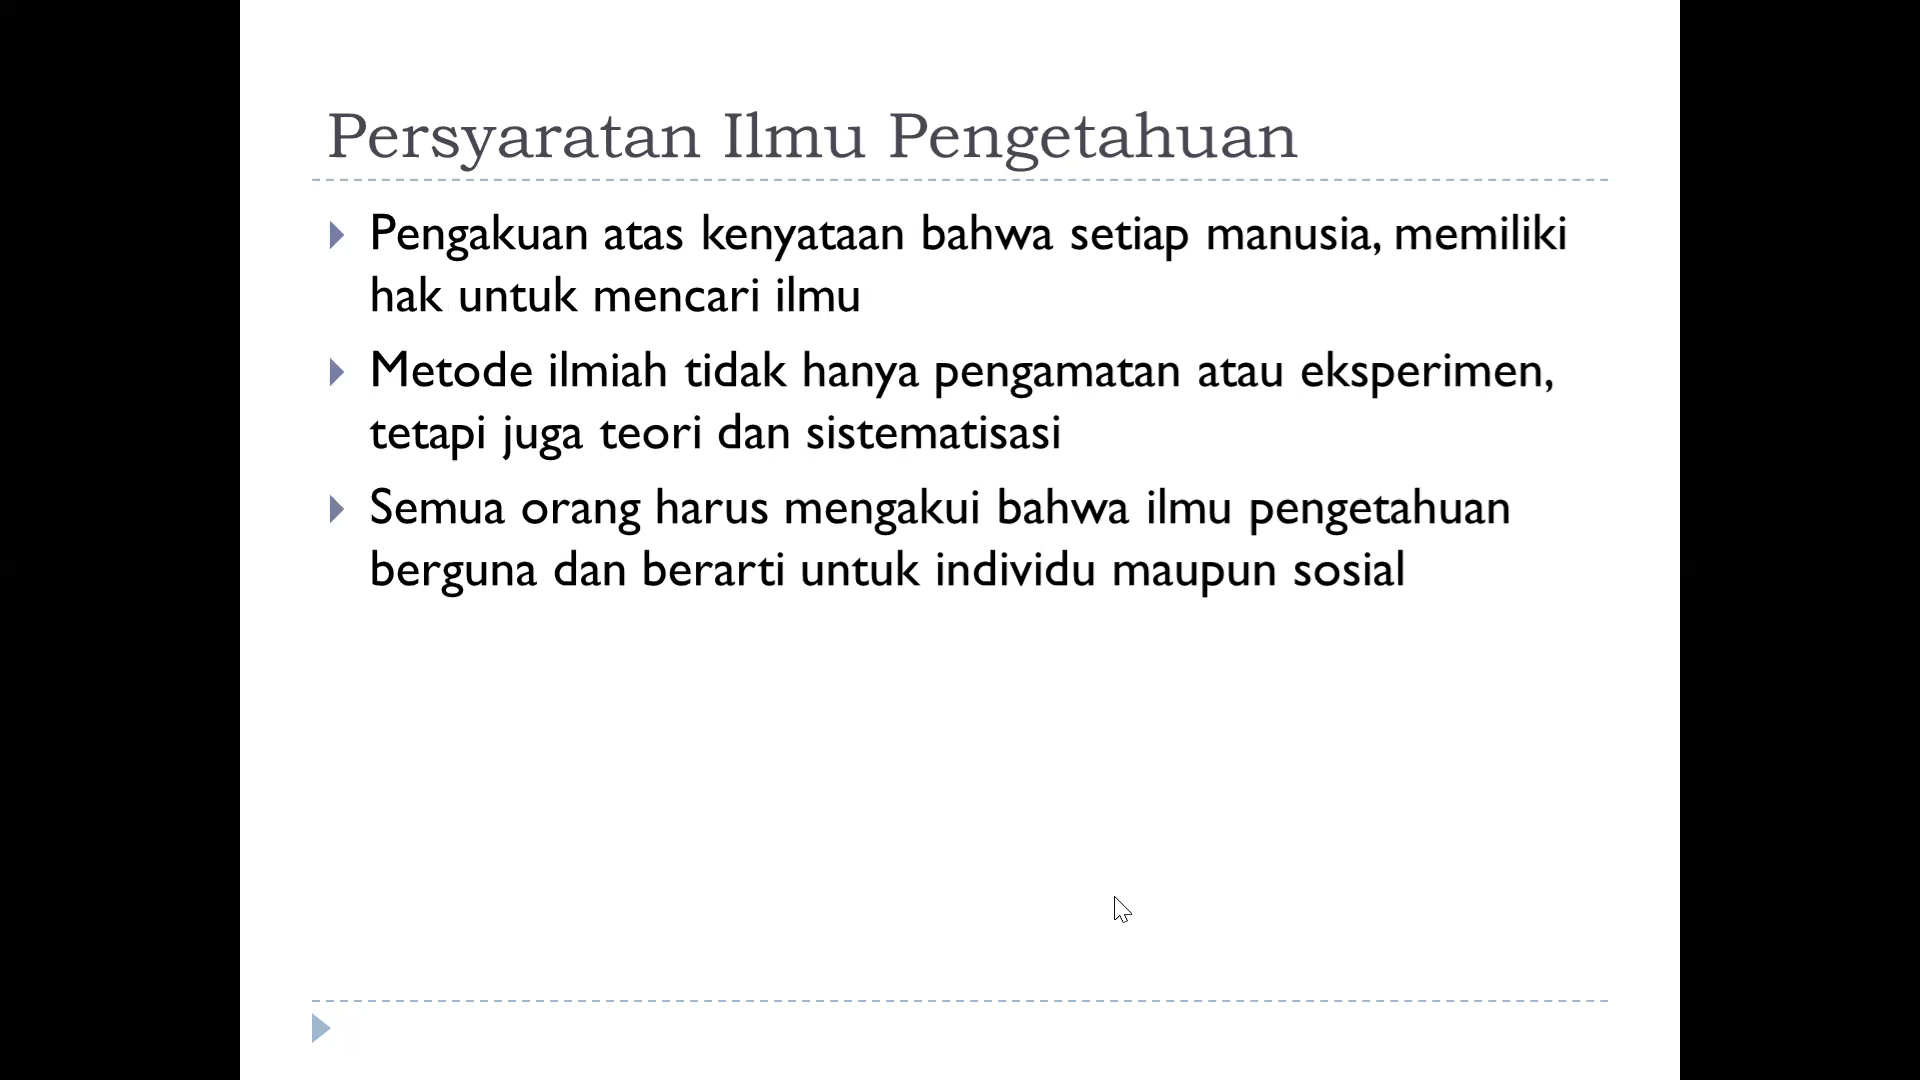 Persyaratan Ilmu Pengetahuan
Pengakuan atas kenyataan bahwa setiap manusia, memiliki
hak untuk mencari ilmu
Metode ilmiah tidak hanya pengamatan atau eksperimen,
tetapi juga teori dan sistematisasi
Semua orang harus mengakui bahwa ilmu pengetahuan
berguna dan berarti untuk individu maupun sosial